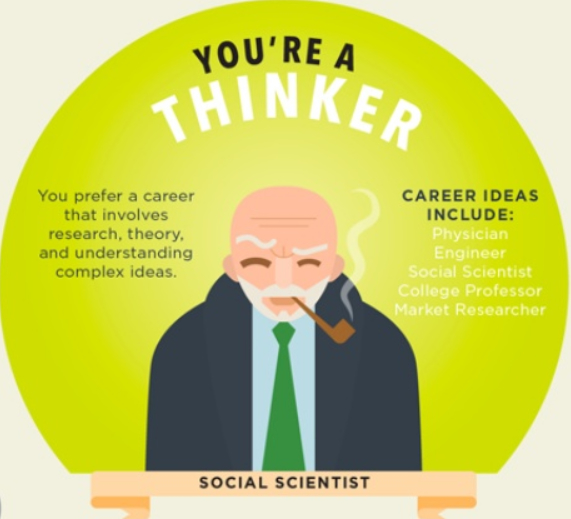 YOU'RE A
THINKER
You prefer a career
that involves
research, theory,
and understanding
complex ideas.
CAREER IDEAS
INCLUDE:
Physician
Engineer
Social Scientist
College Professor
Market Researcher
SOCIAL SCIENTIST